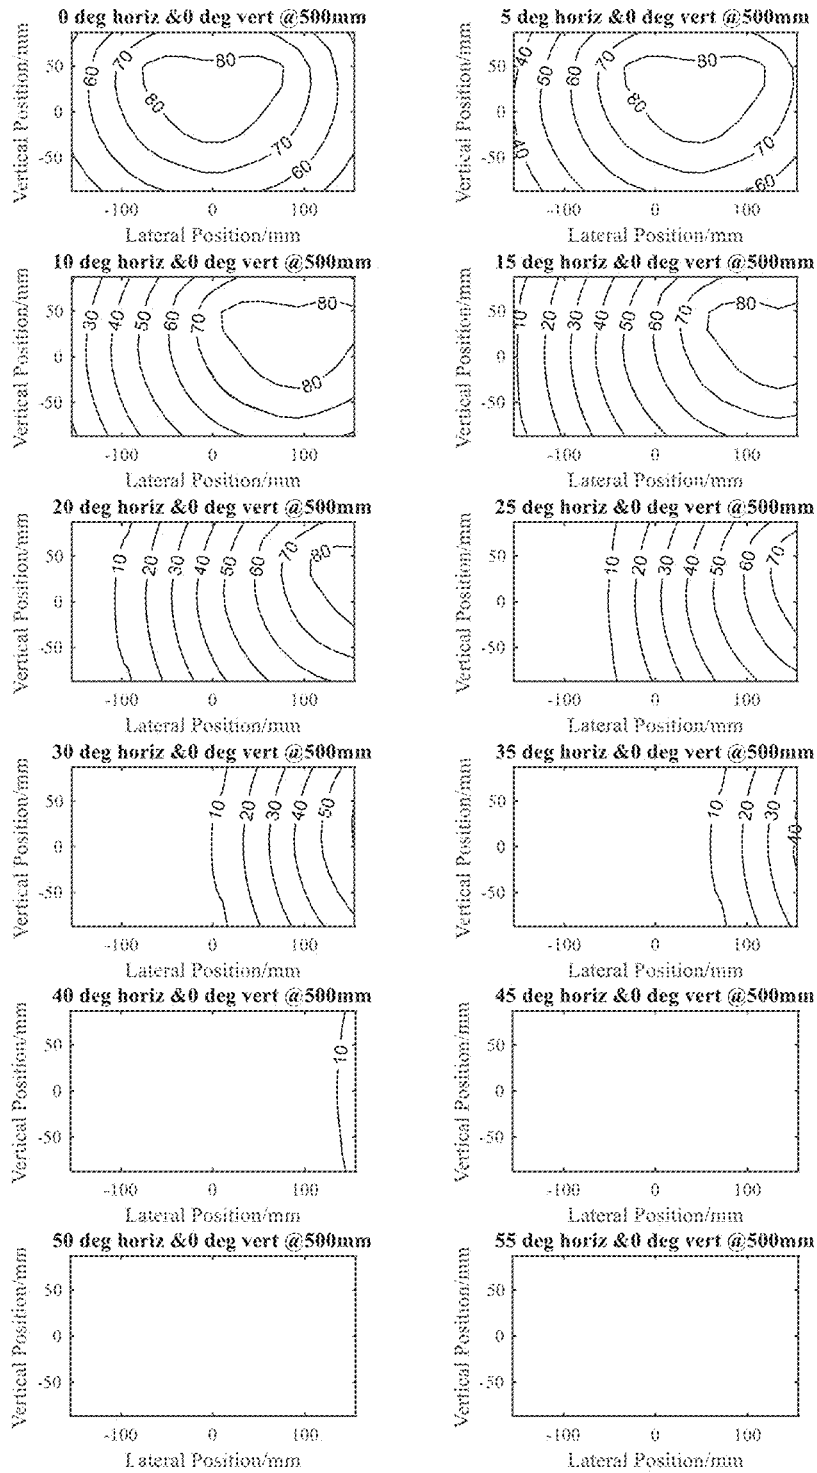 0 deg horiz &0 deg vert @500mm
Vertical Position/mm
50
0
-50
60
70
80
80
70
60
-100 0 100
Lateral Position/mm
5 deg horiz &0 deg vert @500mm
Vertical Position/mm
50
0
-50
40
50
60
70
80
80
70
60
40
-100 0 100
Lateral Position/mm
10 deg horiz &0 deg vert @500mm
Vertical Position/mm
50
0
-50
30 40 50 60 70
80
80
-100 0 100
Lateral Position/mm
15 deg horiz &0 deg vert @500mm
Vertical Position/mm
50
0
-50
10 20 30 40 50 60 70
80
-100 0 100
Lateral Position/mm
20 deg horiz &0 deg vert @500mm
Vertical Position/mm
50
0
-50
10 20 30 40 50 60 70 80
-100 0 100
Lateral Position/mm
25 deg horiz &0 deg vert @500mm
Vertical Position/mm
50
0
-50
10 20 30 40 50 60 70
-100 0 100
Lateral Position/mm
30 deg horiz &0 deg vert @500mm
Vertical Position/mm
50
0
-50
10 20 30 40 50
-100 0 100
Lateral Position/mm
35 deg horiz &0 deg vert @500mm
Vertical Position/mm
50
0
-50
10 20 30 40
-100 0 100
Lateral Position/mm
40 deg horiz &0 deg vert @500mm
Vertical Position/mm
50
0
-50
10
-100 0 100
Lateral Position/mm
45 deg horiz &0 deg vert @500mm
Vertical Position/mm
50
0
-50
-100 0 100
Lateral Position/mm
50 deg horiz &0 deg vert @500mm
Vertical Position/mm
50
0
-50
-100 0 100
Lateral Position/mm
55 deg horiz &0 deg vert @500mm
Vertical Position/mm
50
0
-50
-100 0 100
Lateral Position/mm